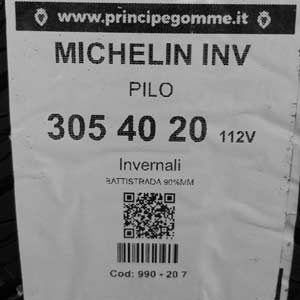 www.principegomme.it
MICHELIN INV
PILO
305 40 20 112V
Invernali
BATTISTRADA 90%MM
Cod: 990 - 20 7